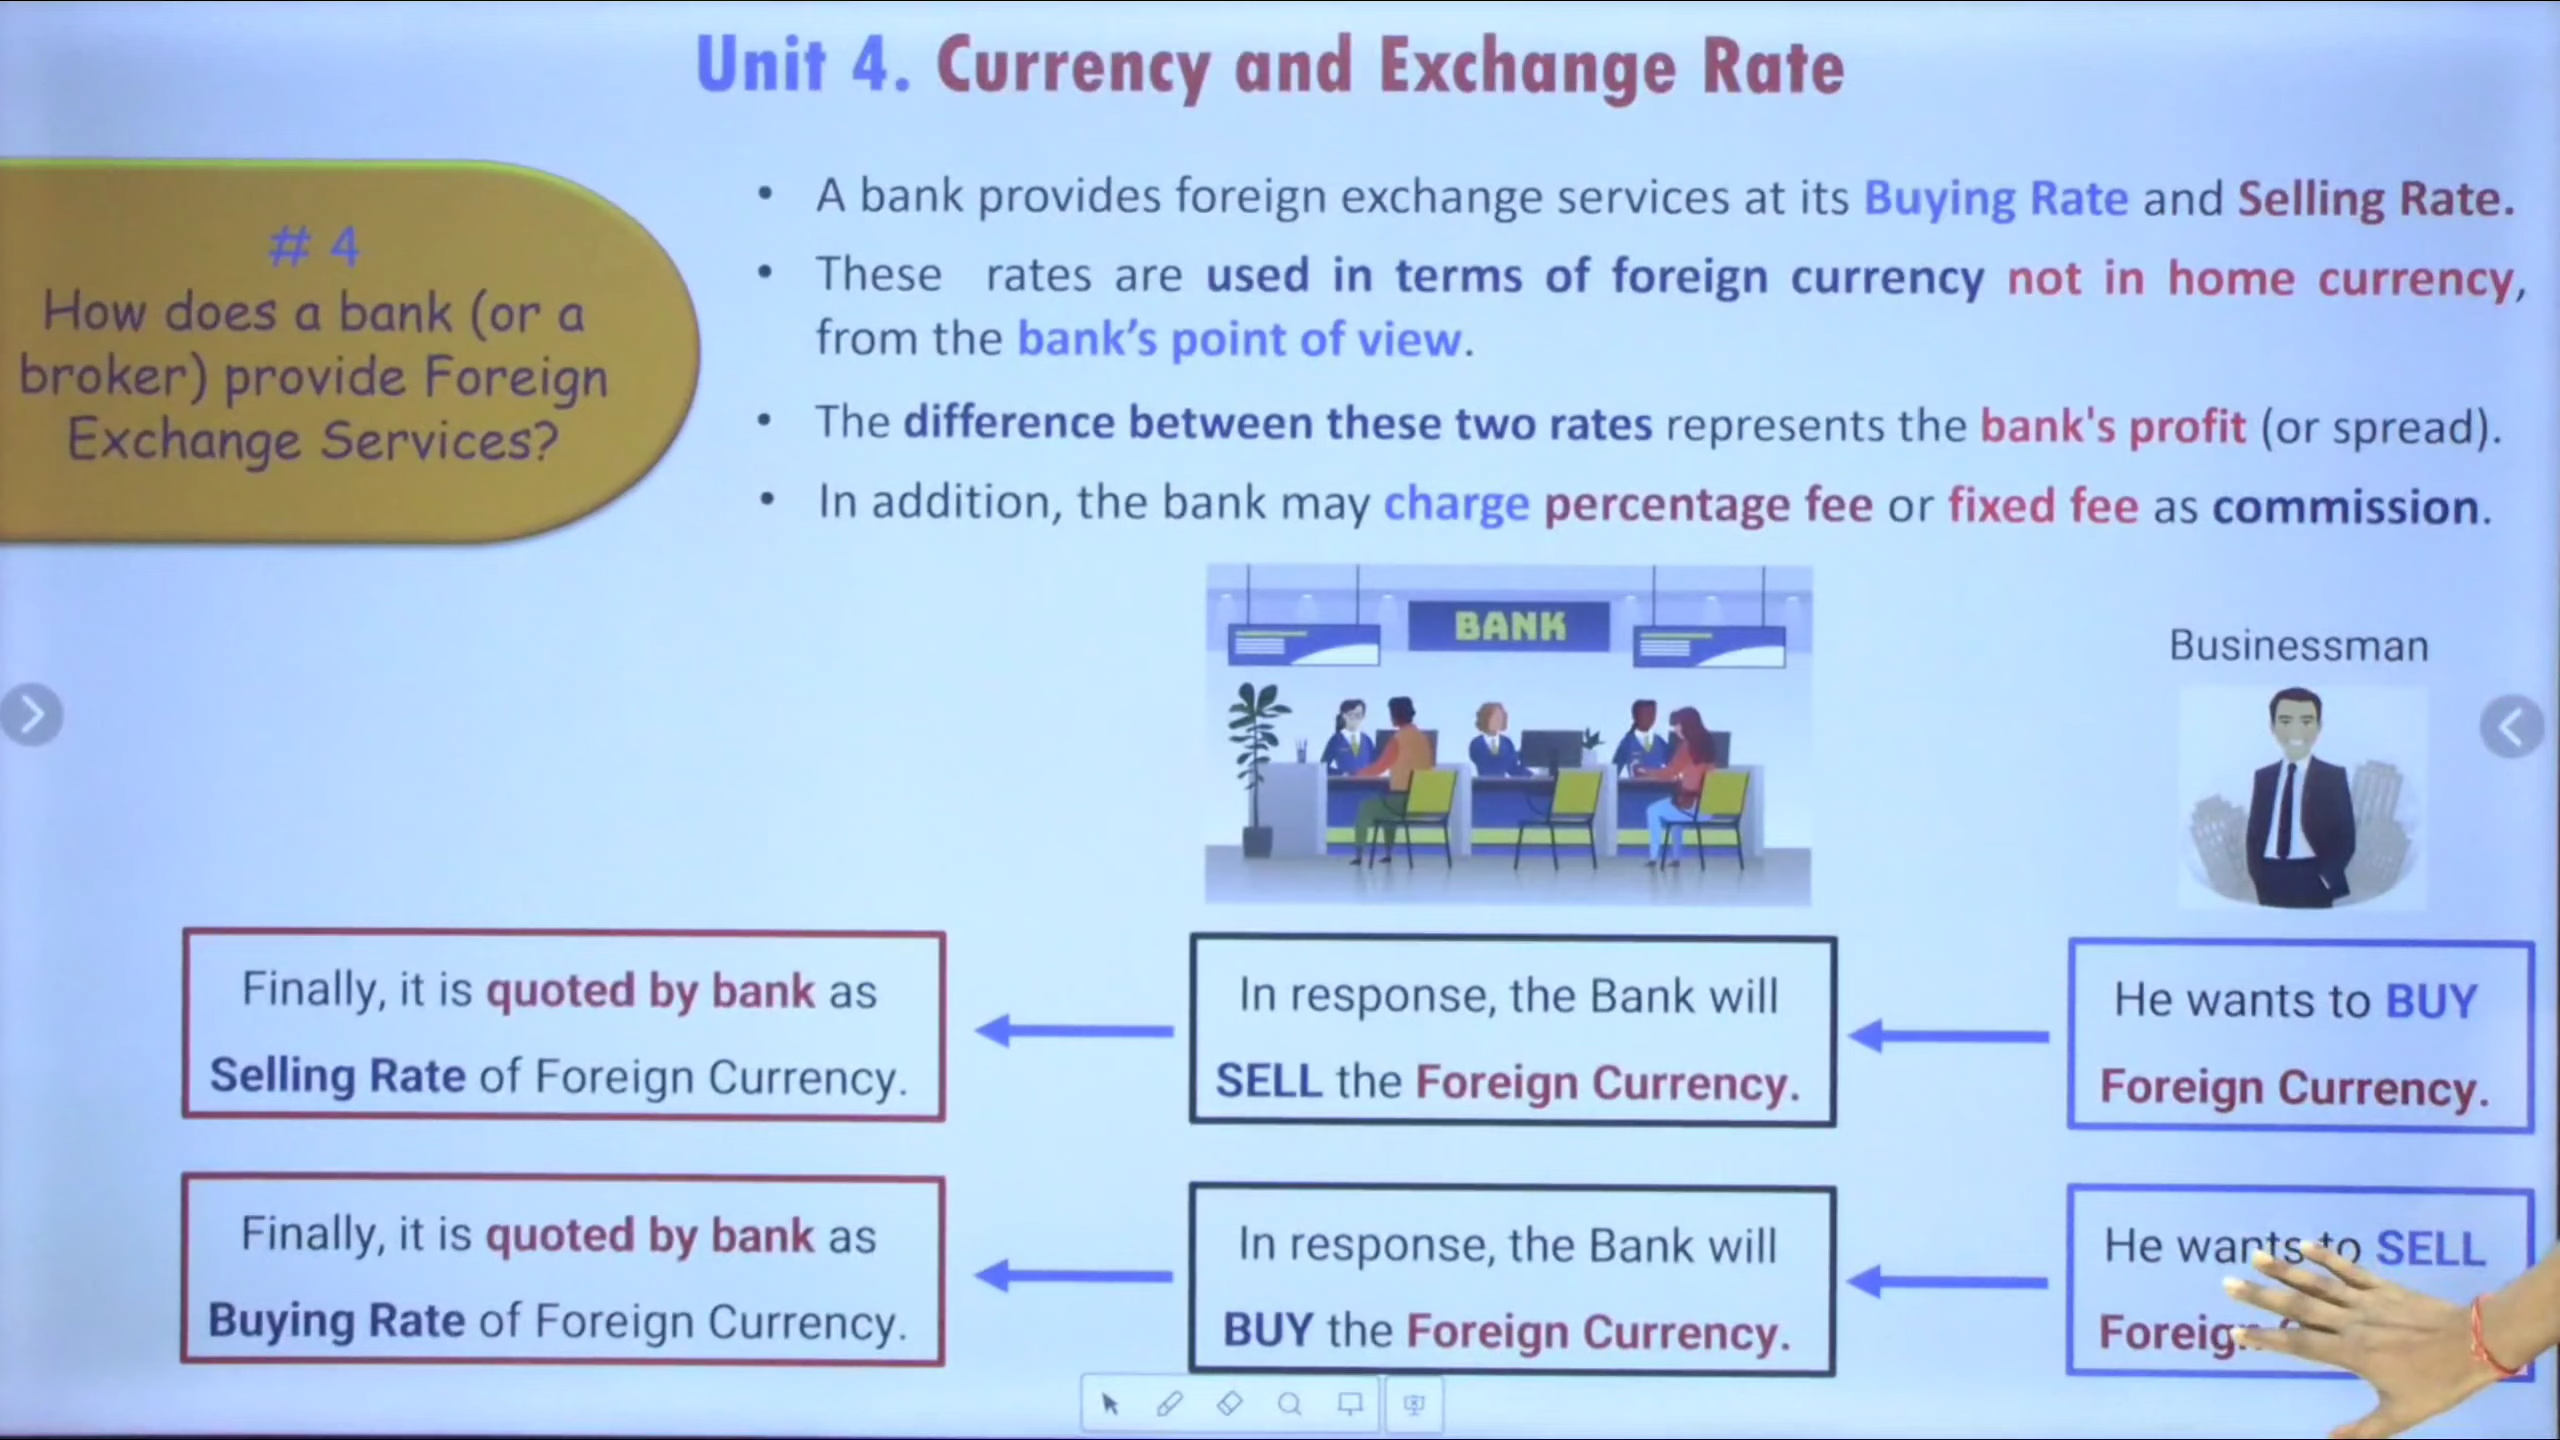 Unit 4. Currency and Exchange Rate
# 4
How does a bank (or a
broker) provide Foreign
Exchange Services?
• A bank provides foreign exchange services at its Buying Rate and Selling Rate.
• These rates are used in terms of foreign currency not in home currency,
from the bank's point of view.
• The difference between these two rates represents the bank's profit (or spread).
• In addition, the bank may charge percentage fee or fixed fee as commission.
BANK
Businessman
Finally, it is quoted by bank as
Selling Rate of Foreign Currency.
In response, the Bank will
SELL the Foreign Currency.
He wants to BUY
Foreign Currency.
Finally, it is quoted by bank as
Buying Rate of Foreign Currency.
In response, the Bank will
BUY the Foreign Currency.
He wants to SELL
Foreign